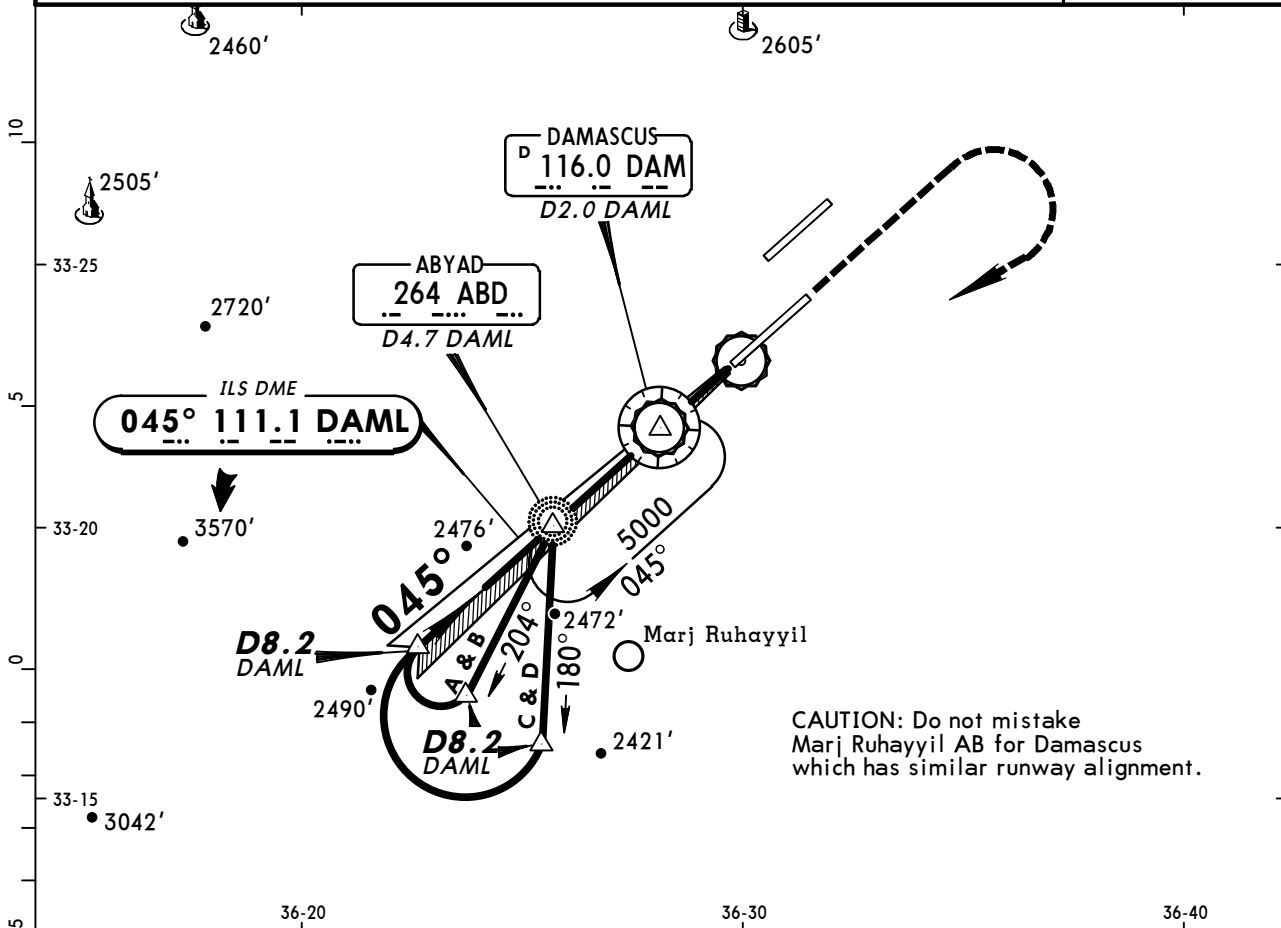 2460'
2605'
10
DAMASCUS
D 116.0 DAM
D2.0 DAML
2505'
33-25
ABYAD
264 ABD
D4.7 DAML
2720'
ILS DME
045° 111.1 DAML
5
3570'
33-20
2476'
5000
045°
045°
2472'
Marj Ruhayyil
D8.2
DAML
A & B
204°
C & D
180°
0
2490'
D8.2
DAML
2421'
CAUTION: Do not mistake
Marj Ruhayyil AB for Damascus
which has similar runway alignment.
33-15
3042'
5
36-20
36-30
36-40